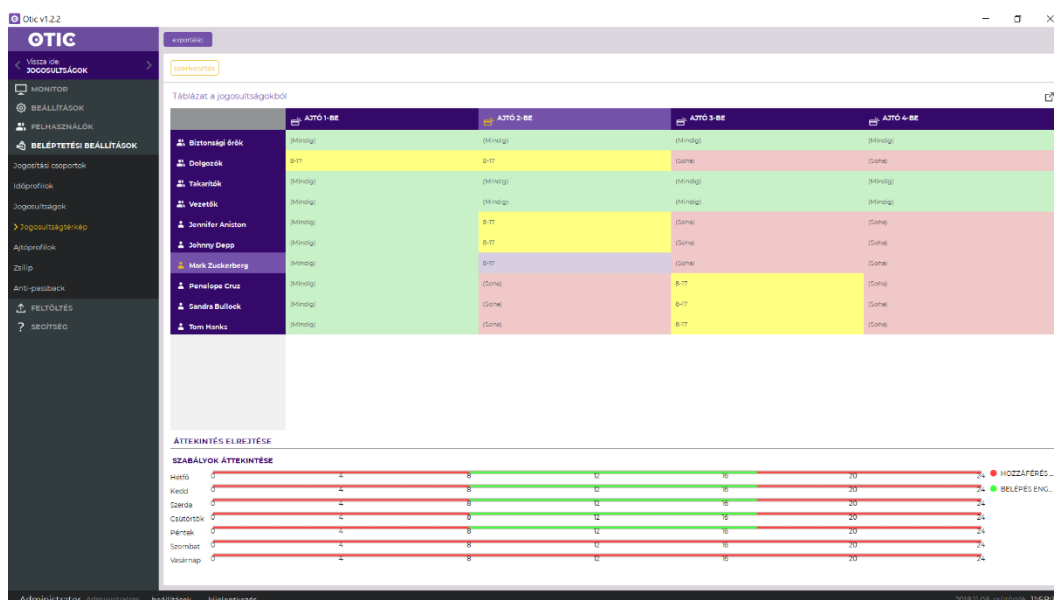 Otic v1.2.2
OTIC
exportálás
Vissza ide:
JOGOSULTSÁGOK
szerkesztés
MONITOR
BEÁLLÍTÁSOK
FELHASZNÁLÓK
BELÉPTETÉSI BEÁLLÍTÁSOK
Jogosítási csoportok
Időprofilok
Jogosultságok
Jogosultságtérkép
Ajtóprofilok
Zsilip
Anti-passback
FELTÖLTÉS
SEGÍTSÉG
Táblázat a jogosultságokból
AJTÓ 1-BE AJTÓ 2-BE AJTÓ 3-BE AJTÓ 4-BE
Biztonsági őrök (Mindig) (Mindig) (Mindig) (Mindig)
Dolgozók 8-17 8-17 (Soha) (Soha)
Takarítók (Mindig) (Mindig) (Mindig) (Mindig)
Vezetők (Mindig) (Mindig) (Mindig) (Mindig)
Jennifer Aniston (Mindig) 8-17 (Soha) (Soha)
Johnny Depp (Mindig) 8-17 (Soha) (Soha)
Mark Zuckerberg (Mindig) 8-17 (Soha) (Soha)
Penelope Cruz (Mindig) (Soha) 8-17 (Soha)
Sandra Bullock (Mindig) (Soha) 8-17 (Soha)
Tom Hanks (Mindig) (Soha) 8-17 (Soha)
ÁTTEKINTÉS ELREJTÉSE
SZABÁLYOK ÁTTEKINTÉSE
Hétfő 0 4 8 12 16 20 24
Kedd 0 4 8 12 16 20 24
Szerda 0 4 8 12 16 20 24
Csütörtök 0 4 8 12 16 20 24
Péntek 0 4 8 12 16 20 24
Szombat 0 4 8 12 16 20 24
Vasárnap 0 4 8 12 16 20 24
HOZZÁFÉRÉS ...
BELÉPÉS ENG...
Administrator Administrators beállítások kijelentkezés
2018.11.08. csütörtök